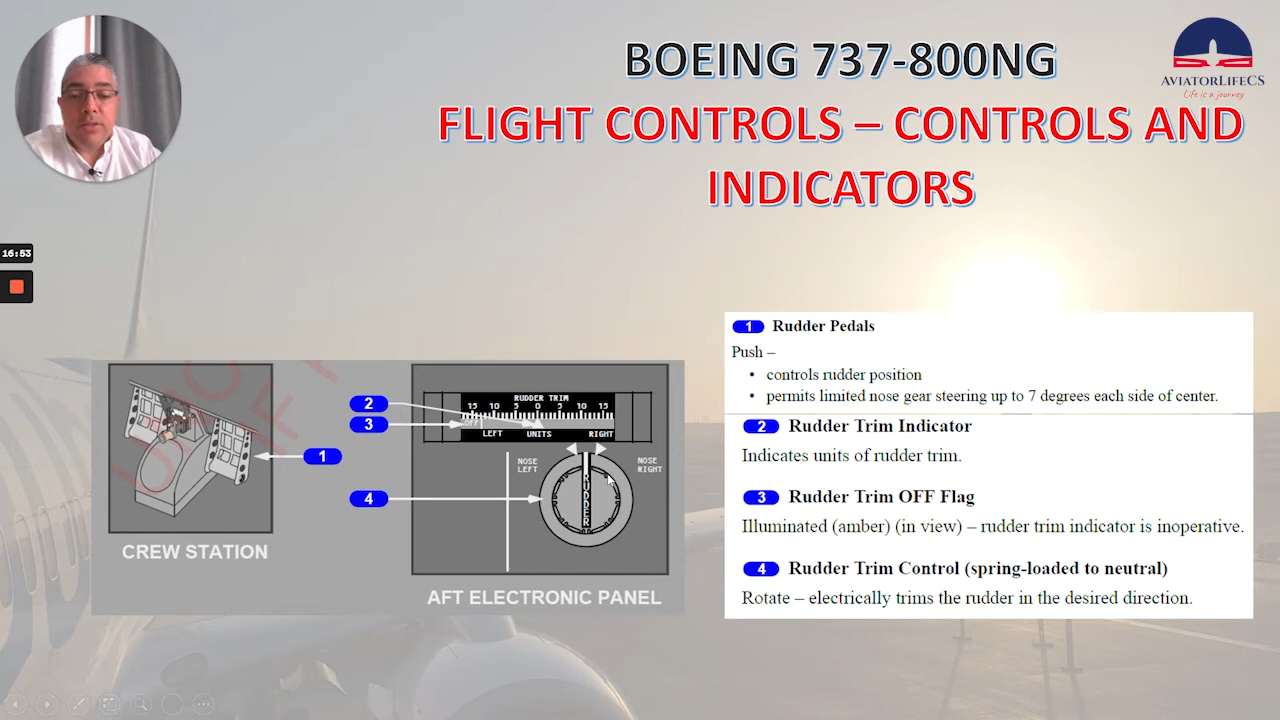 BOEING 737-800NG
FLIGHT CONTROLS – CONTROLS AND
INDICATORS
AVIATORLIFECS
Life is a journey
16:53
1 Rudder Pedals
Push –
• controls rudder position
• permits limited nose gear steering up to 7 degrees each side of center.
2 Rudder Trim Indicator
Indicates units of rudder trim.
3 Rudder Trim OFF Flag
Illuminated (amber) (in view) – rudder trim indicator is inoperative.
4 Rudder Trim Control (spring-loaded to neutral)
Rotate – electrically trims the rudder in the desired direction.
1
CREW STATION
2
3
4
RUDDER TRIM
15 10 5 0 5 10 15
OFF
LEFT UNITS RIGHT
NOSE LEFT
NOSE RIGHT
RUDDER
AFT ELECTRONIC PANEL